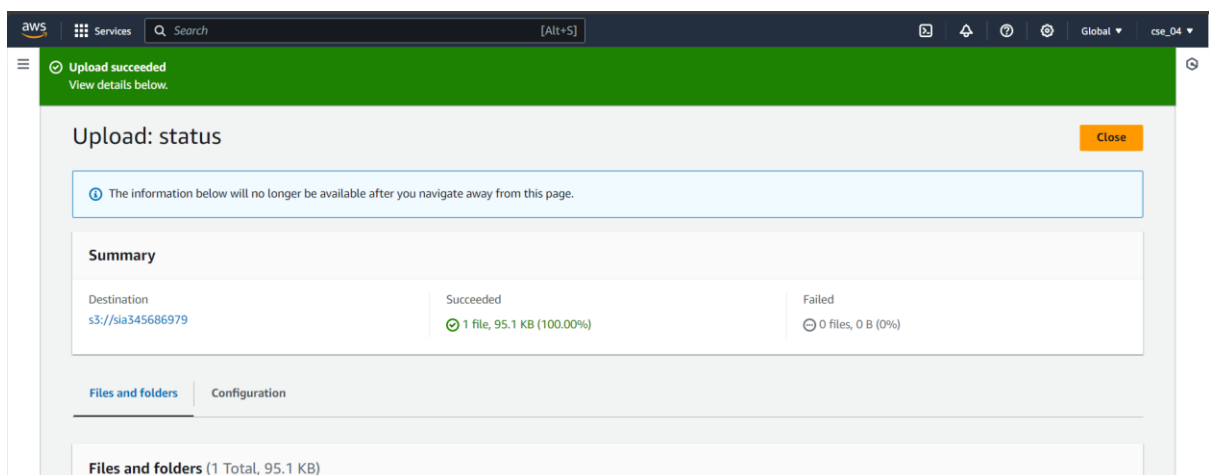 aws Services Search [Alt+S] Global ▼ cse_04 ▼
Upload succeeded
View details below.
Upload: status
Close
The information below will no longer be available after you navigate away from this page.
Summary
Destination Succeeded Failed
s3://sia345686979 1 file, 95.1 KB (100.00%) 0 files, 0 B (0%)
Files and folders Configuration
Files and folders (1 Total, 95.1 KB)